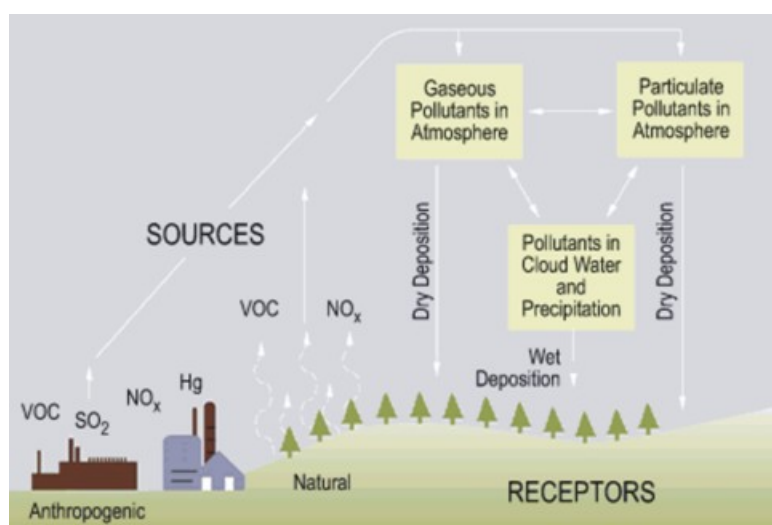 Gaseous
Pollutants in
Atmosphere
Particulate
Pollutants in
Atmosphere
SOURCES
Dry Deposition
Pollutants in
Cloud Water
and
Precipitation
Dry Deposition
VOC
NOx
Wet
Deposition
VOC
SO2
NOx
Hg
Natural
RECEPTORS
Anthropogenic